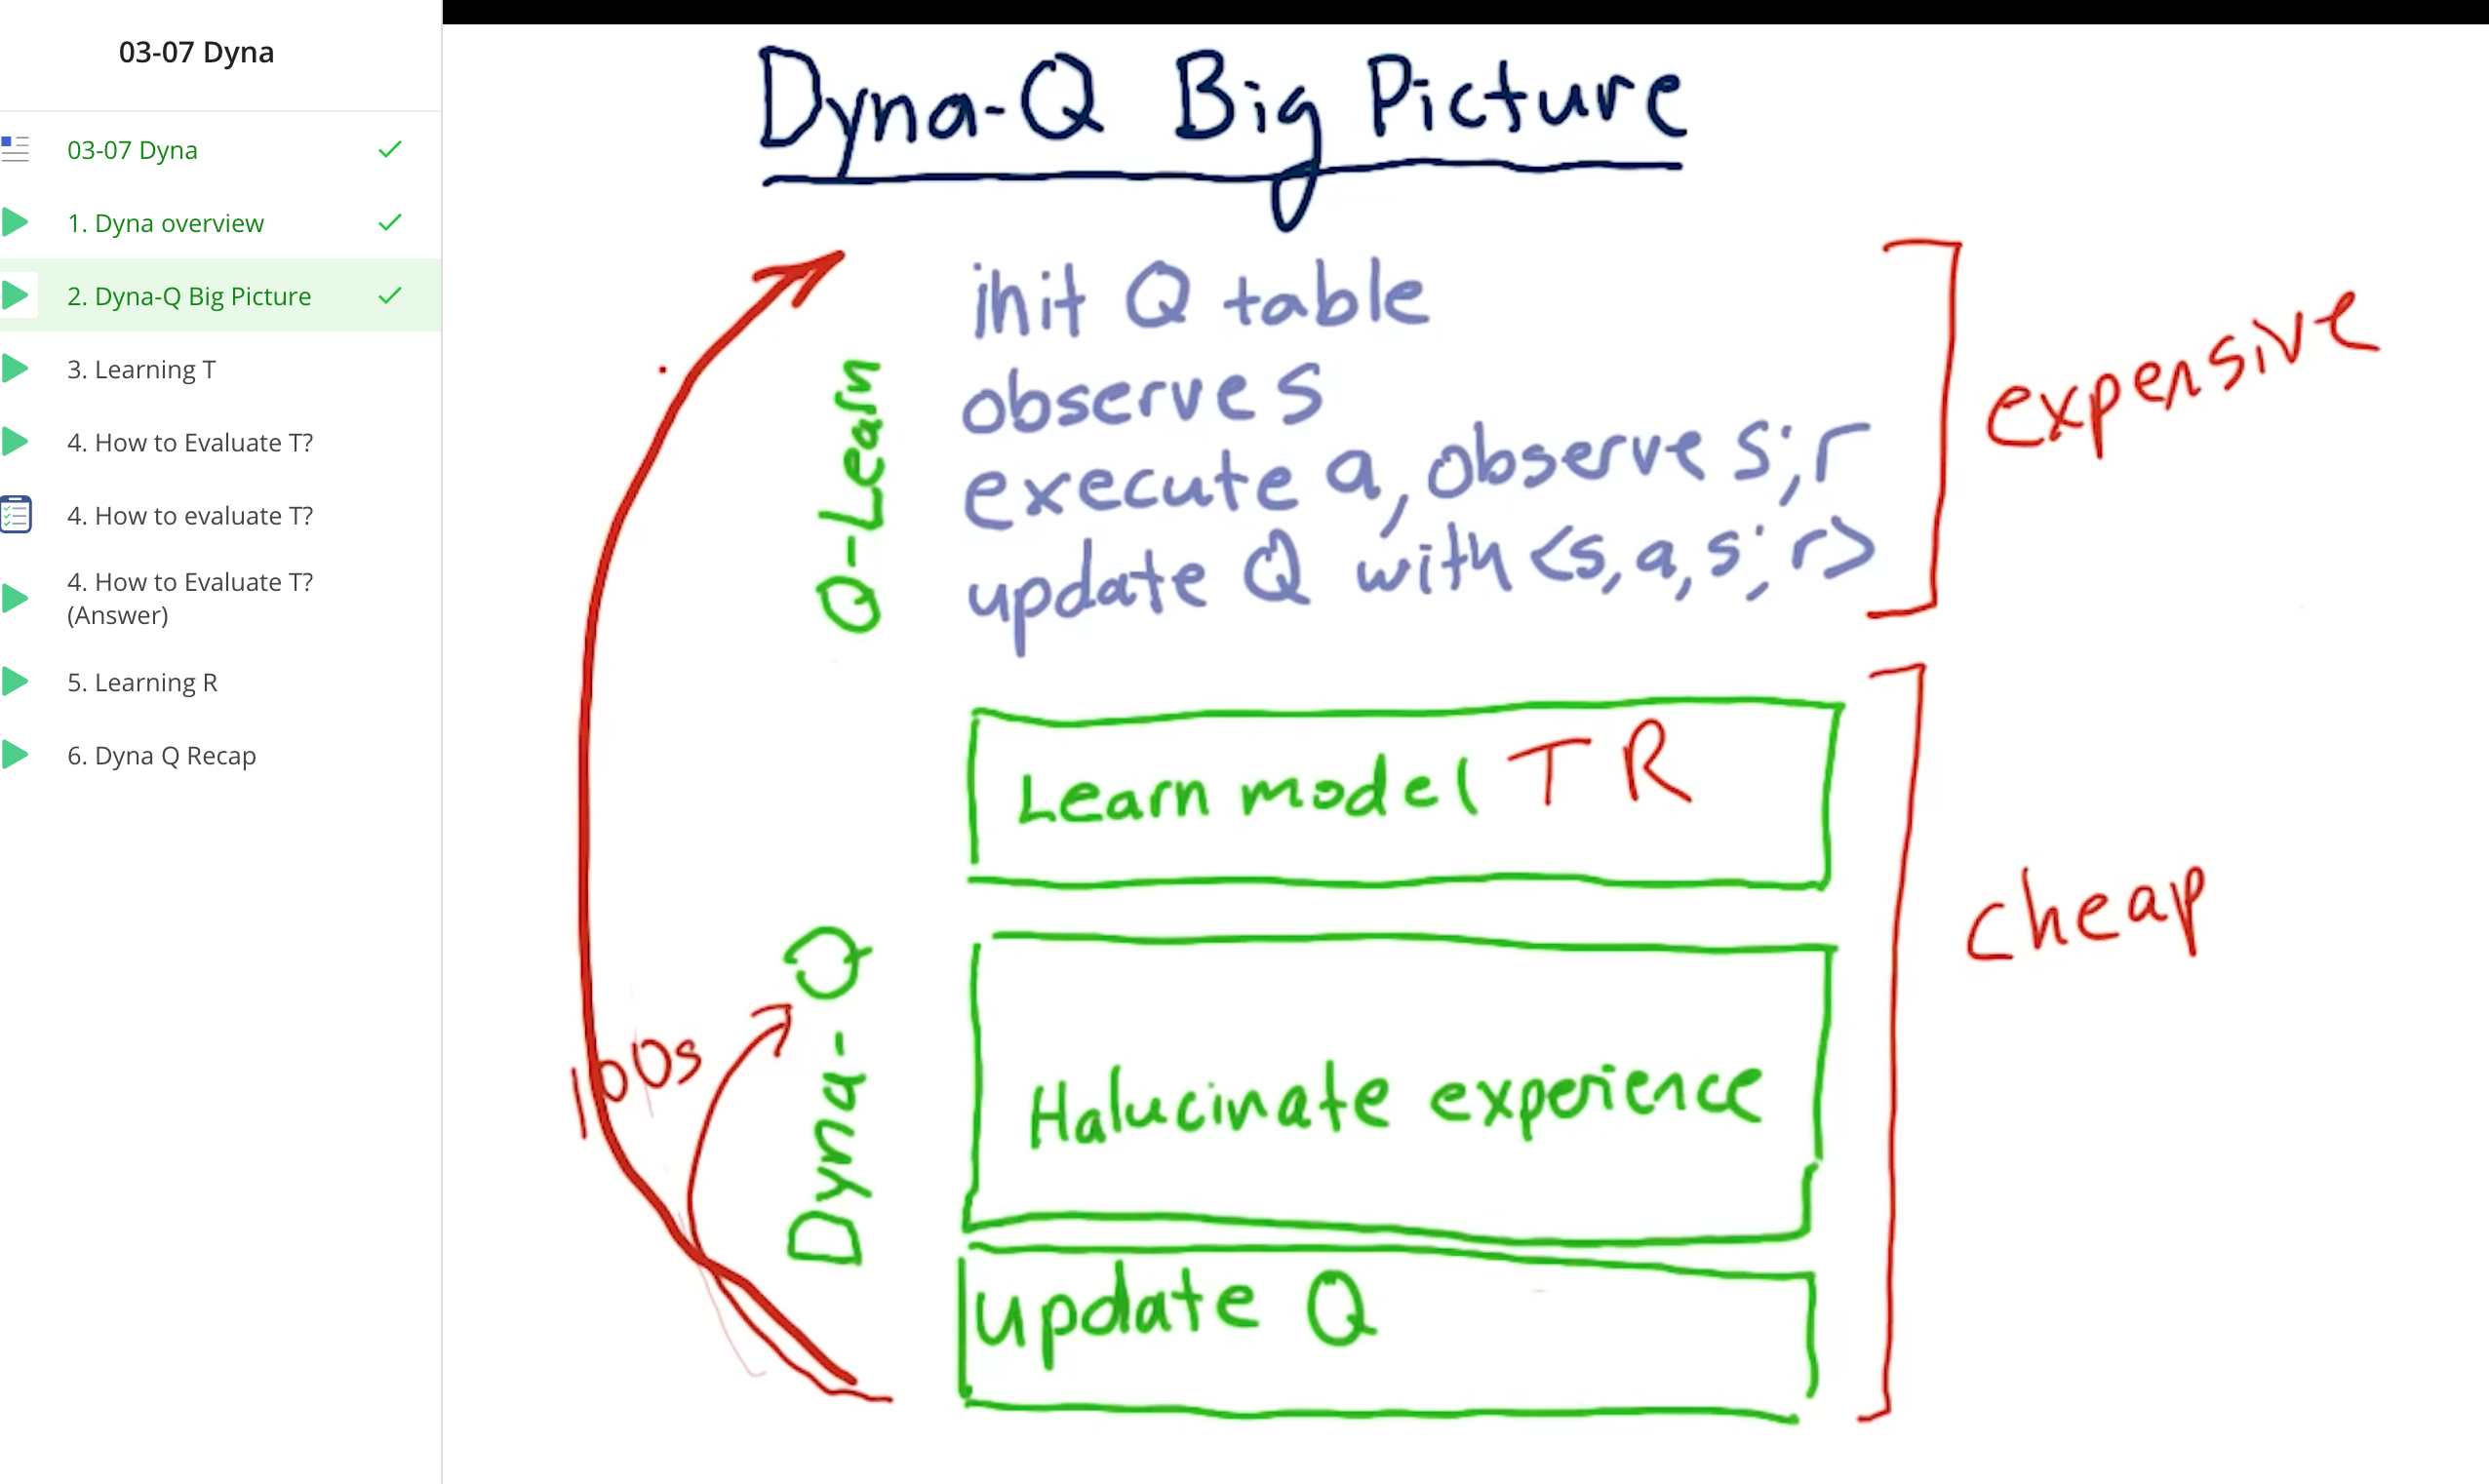 03-07 Dyna
03-07 Dyna
1. Dyna overview
2. Dyna-Q Big Picture
3. Learning T
4. How to Evaluate T?
4. How to evaluate T?
4. How to Evaluate T?
(Answer)
5. Learning R
6. Dyna Q Recap
Dyna-Q Big Picture
Q-Learn
init Q table
observe s
execute a, observe s', r
update Q with <s, a, s', r>
expensive
Dyna-Q
Learn model T R
Halucinate experience
update Q
100s
cheap